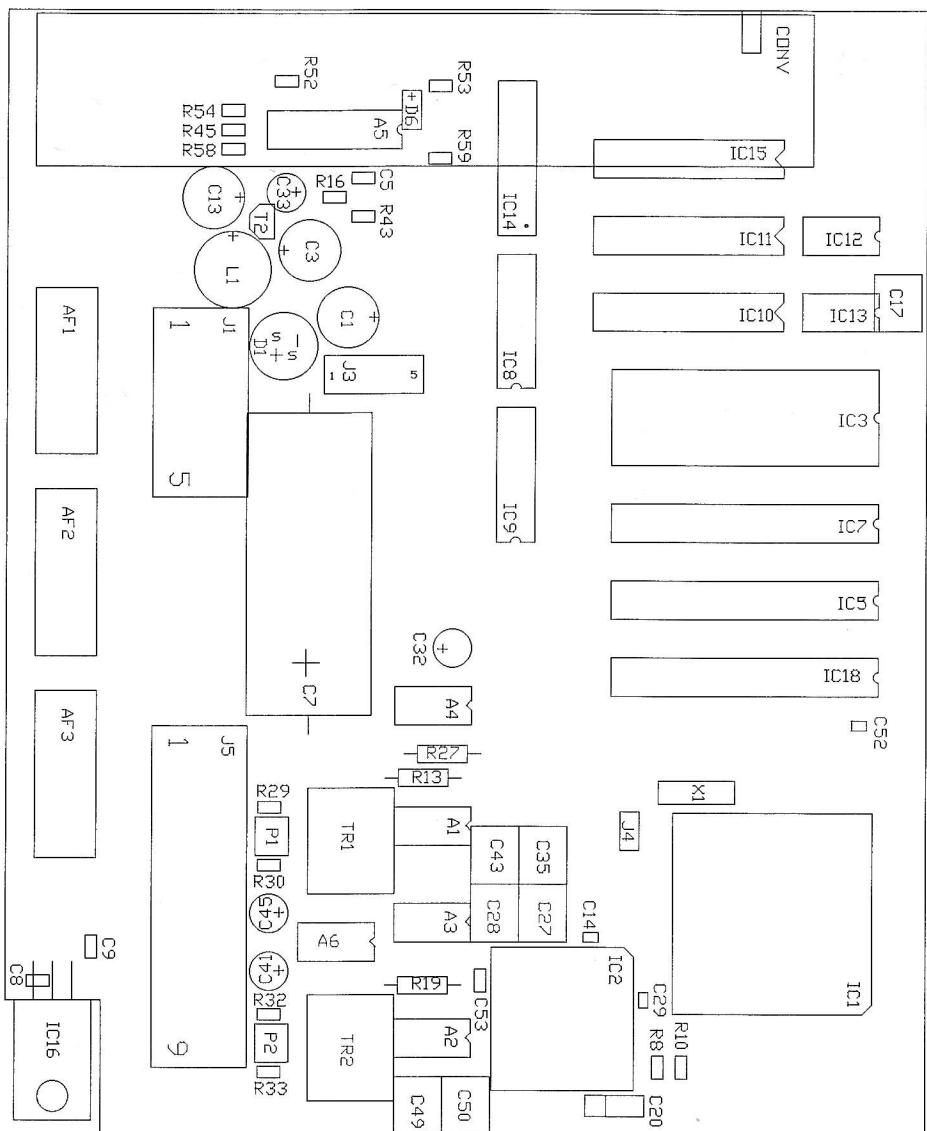 CONV
R52
R53
+D6
R54
R45
R58
A5
R59
IC15
C13
C33
R16
C5
R43
T2
IC14
IC11
IC12
C3
L1
AF1
1
J1
C1
D1
S
S
IC10
IC13
C17
1
J3
5
IC8
IC3
5
AF2
IC9
IC7
IC5
C32
C7
IC18
A4
AF3
1
J5
C52
R27
R13
X1
R29
P1
TR1
A1
J4
C43
C35
R30
C45
A6
A3
C28
C27
C14
C9
C8
C41
IC2
IC1
R19
C53
C29
R32
P2
TR2
A2
R8
R10
IC16
9
R33
C49
C50
C20